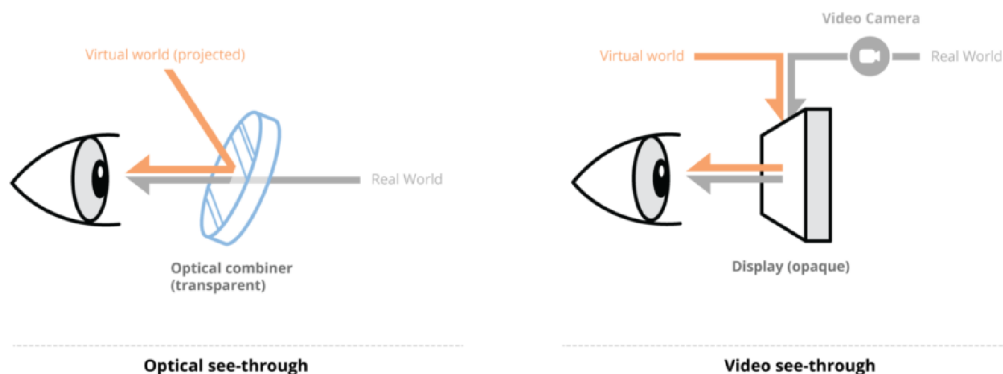 Virtual world (projected)
Real World
Optical combiner
(transparent)
Optical see-through
Video Camera
Virtual world
Real World
Display (opaque)
Video see-through